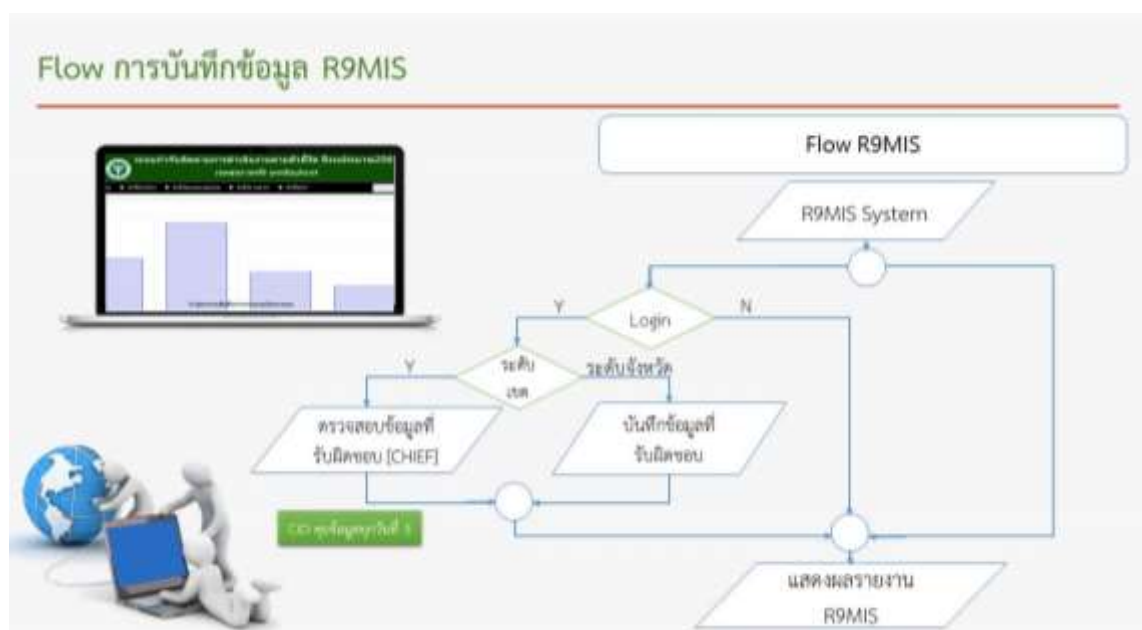 Flow การบันทึกข้อมูล R9MIS
Flow R9MIS
R9MIS System
Login
Y
N
ระดับ
เขต
Y
ระดับจังหวัด
ตรวจสอบข้อมูลที่
รับผิดชอบ [CHIEF]
บันทึกข้อมูลที่
รับผิดชอบ
แสดงผลรายงาน
R9MIS